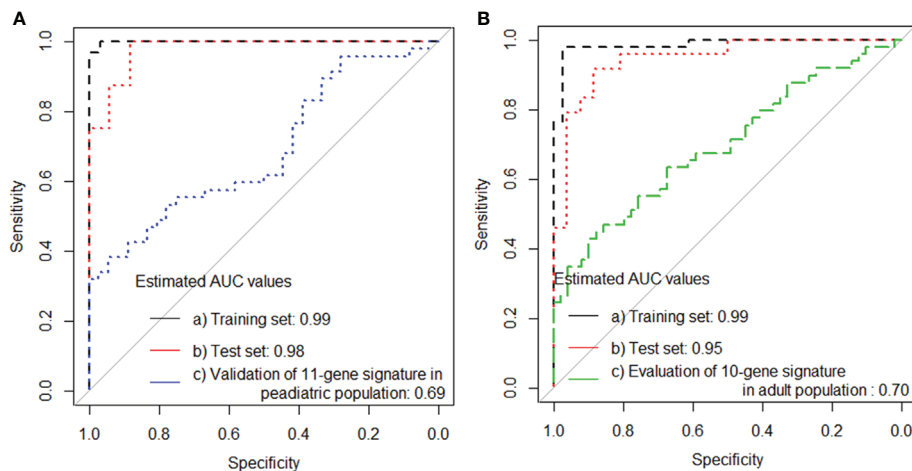 A
Sensitivity
1.0
0.8
0.6
0.4
0.2
0.0
Estimated AUC values
a) Training set: 0.99
b) Test set: 0.98
c) Validation of 11-gene signature in
peadiatric population: 0.69
1.0 0.8 0.6 0.4 0.2 0.0
Specificity
B
Sensitivity
1.0
0.8
0.6
0.4
0.2
0.0
Estimated AUC values
a) Training set: 0.99
b) Test set: 0.95
c) Evaluation of 10-gene signature
in adult population : 0.70
1.0 0.8 0.6 0.4 0.2 0.0
Specificity